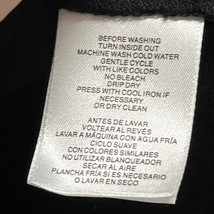 BEFORE WASHING
TURN INSIDE OUT
MACHINE WASH COLD WATER
GENTLE CYCLE
WITH LIKE COLORS
NO BLEACH
DRIP DRY
PRESS WITH COOL IRON IF
NECESSARY
OR DRY CLEAN
ANTES DE LAVAR
VOLTEAR AL REVÉS
LAVAR A MÁQUINA CON AGUA FRÍA
CICLO SUAVE
CON COLORES SIMILARES
NO UTILIZAR BLANQUEADOR
SECAR AL AIRE
PLANCHA FRÍA SI ES NECESARIO
O LAVADO EN SECO